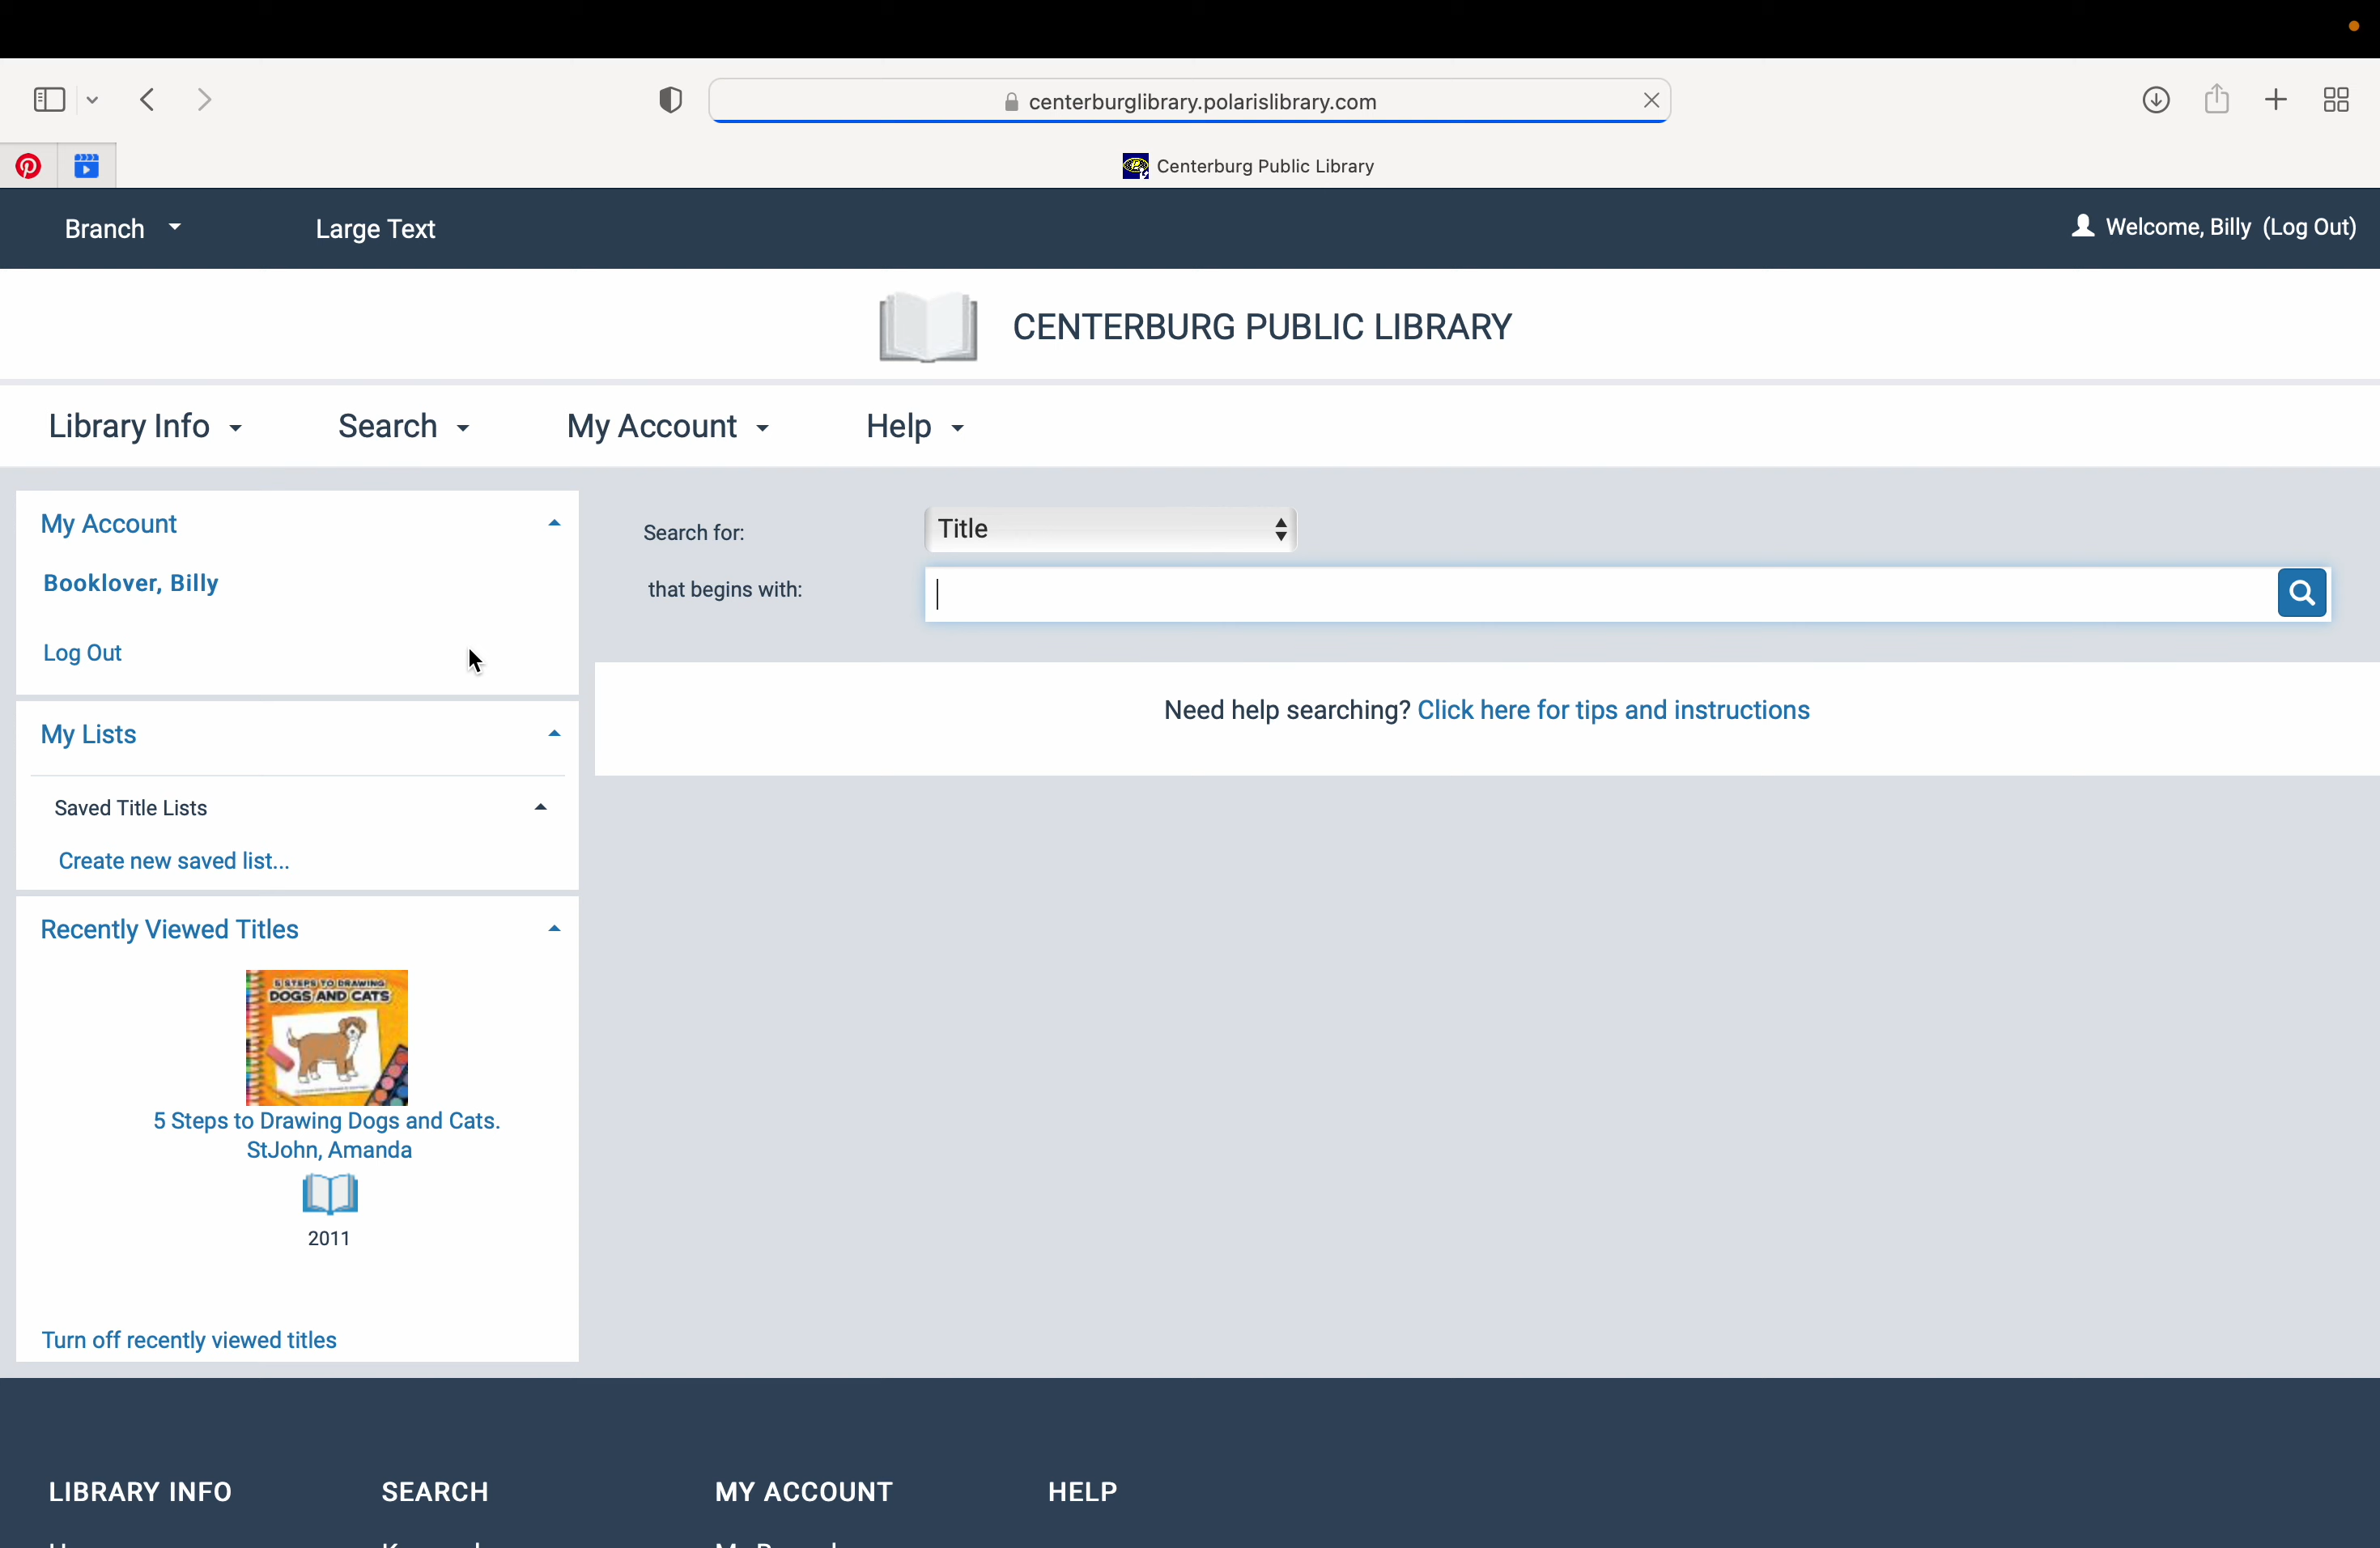 centerburglibrary.polarislibrary.com
Centerburg Public Library
Branch
Large Text
Welcome, Billy (Log Out)
CENTERBURG PUBLIC LIBRARY
Library Info
Search
My Account
Help
My Account
Booklover, Billy
Log Out
Search for:
Title
that begins with:
Need help searching? Click here for tips and instructions
My Lists
Saved Title Lists
Create new saved list...
Recently Viewed Titles
5 STEPS TO DRAWING
DOGS AND CATS
5 Steps to Drawing Dogs and Cats.
StJohn, Amanda
2011
Turn off recently viewed titles
LIBRARY INFO
SEARCH
MY ACCOUNT
HELP